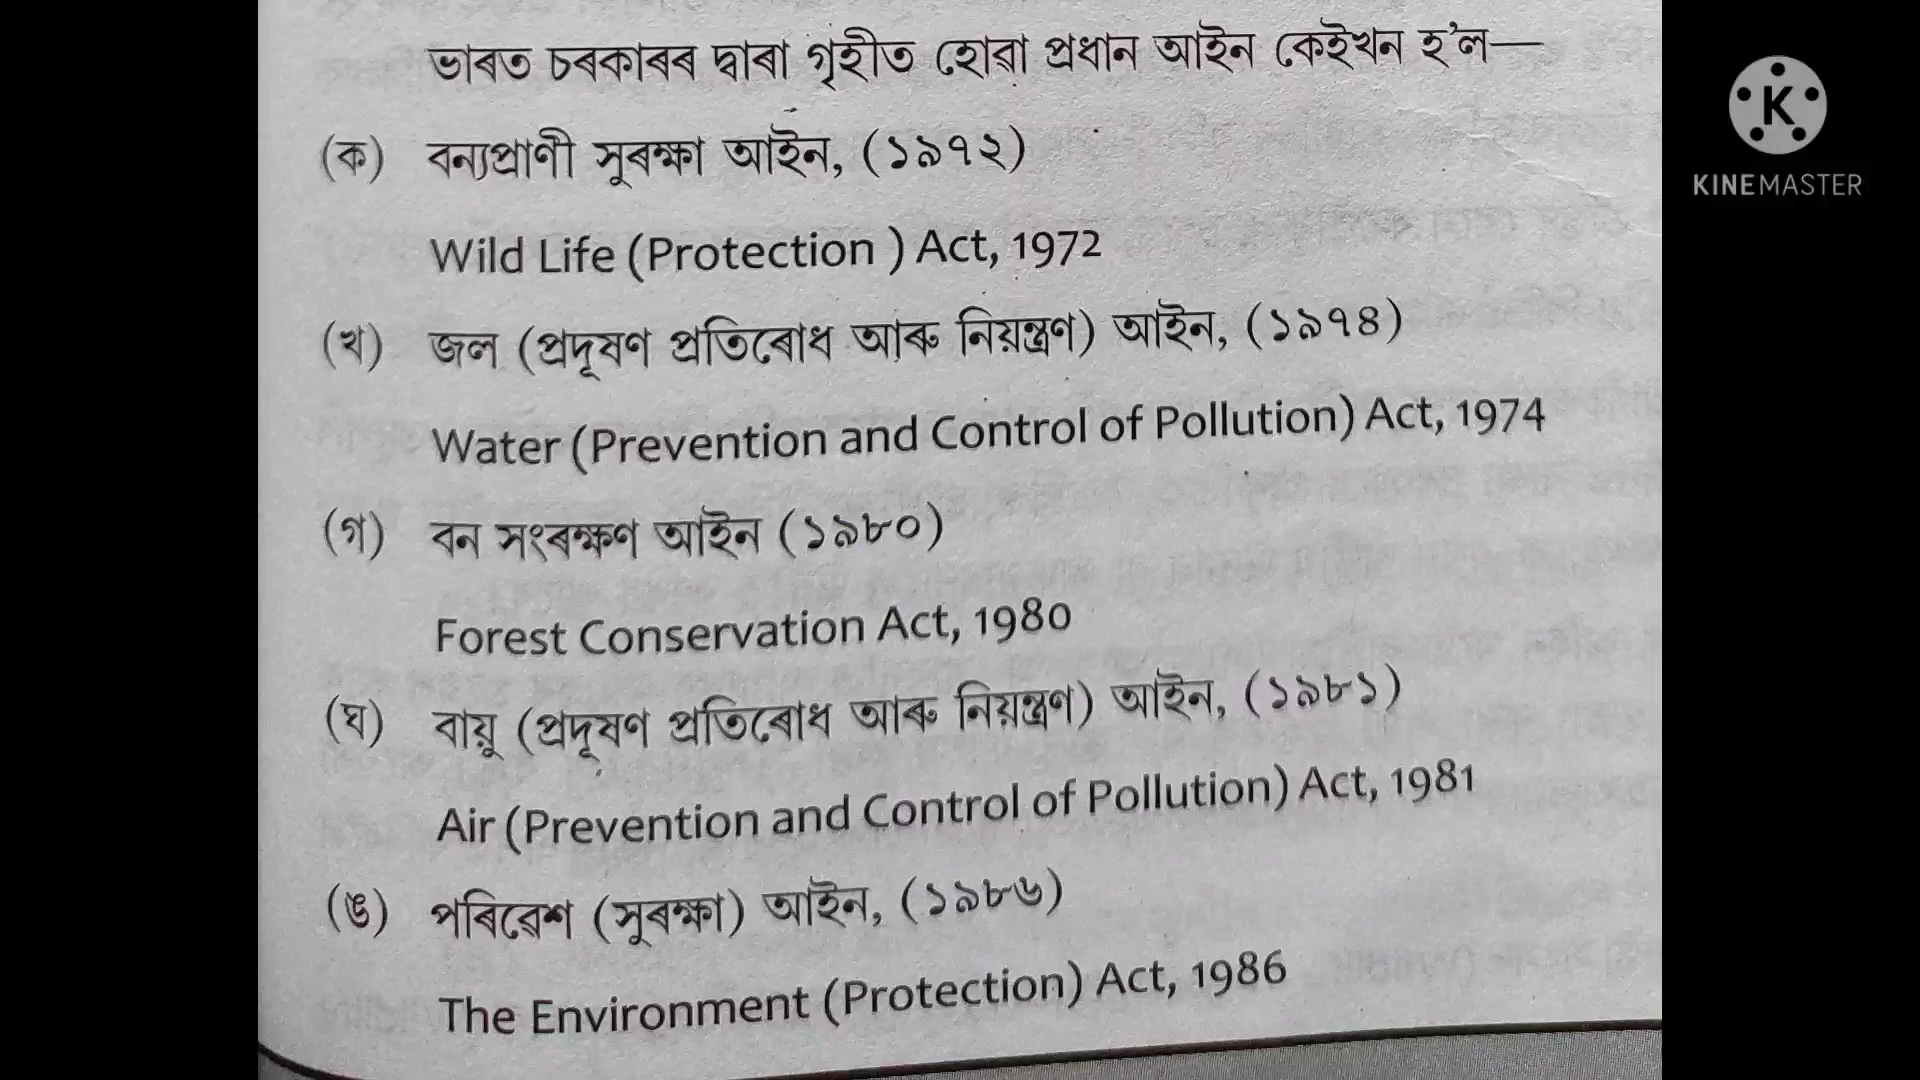 ভাৰত চৰকাৰৰ দ্বাৰা গৃহীত হোৱা প্ৰধান আইন কেইখন হ'ল—
(ক) বন্যপ্ৰাণী সুৰক্ষা আইন, (১৯৭২)
Wild Life (Protection ) Act, 1972
(খ) জল (প্ৰদূষণ প্ৰতিৰোধ আৰু নিয়ন্ত্ৰণ) আইন, (১৯৭৪)
Water (Prevention and Control of Pollution) Act, 1974
(গ) বন সংৰক্ষণ আইন (১৯৮০)
Forest Conservation Act, 1980
(ঘ) বায়ু (প্ৰদূষণ প্ৰতিৰোধ আৰু নিয়ন্ত্ৰণ) আইন, (১৯৮১)
Air (Prevention and Control of Pollution) Act, 1981
(ঙ) পৰিৱেশ (সুৰক্ষা) আইন, (১৯৮৬)
The Environment (Protection) Act, 1986
K
KINEMASTER